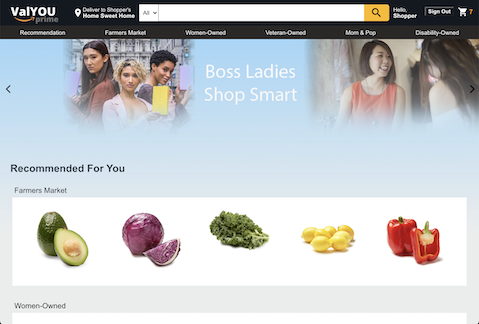 ValYOU
prime
Deliver to Shopper's
Home Sweet Home
All
Hello,
Shopper
Sign Out
7
Recommendation
Farmers Market
Women-Owned
Veteran-Owned
Mom & Pop
Disability-Owned
Boss Ladies
Shop Smart
Recommended For You
Farmers Market
Women-Owned